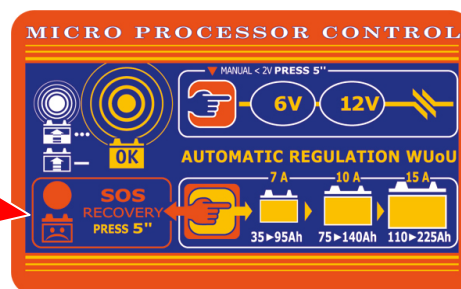 MICRO PROCESSOR CONTROL
MANUAL < 2V PRESS 5"
6V 12V
OK
AUTOMATIC REGULATION WUoU
7 A 10 A 15 A
SOS
RECOVERY
PRESS 5"
35►95Ah 75►140Ah 110►225Ah